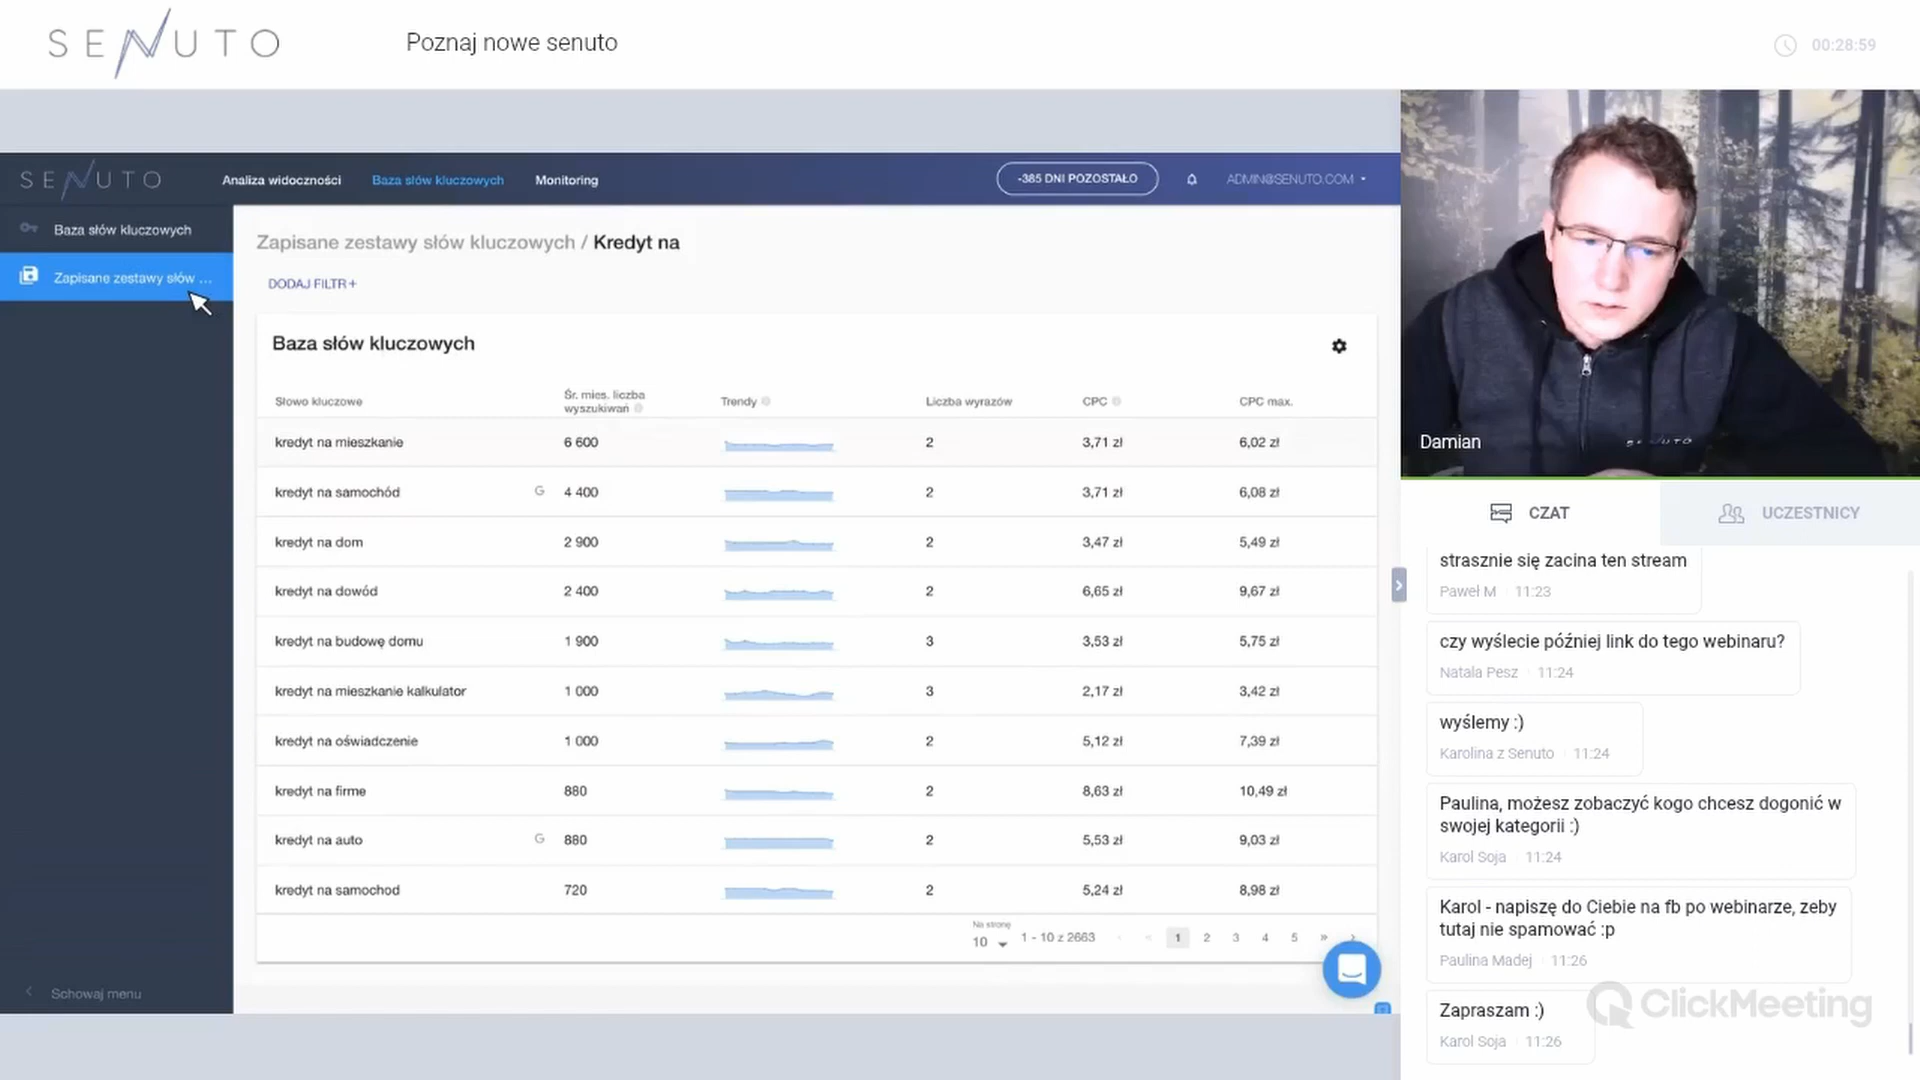 SENUTO
Poznaj nowe senuto
00:28:59
SENUTO
Analiza widoczności
Baza słów kluczowych
Monitoring
-385 DNI POZOSTAŁO
ADMIN@SENUTO.COM
Baza słów kluczowych
Zapisane zestawy słów ...
Schowaj menu
Zapisane zestawy słów kluczowych / Kredyt na
DODAJ FILTR+
Baza słów kluczowych
Słowo kluczowe Śr. mies. liczba wyszukiwań Trendy Liczba wyrazów CPC CPC max.
kredyt na mieszkanie 6 600 2 3,71 zł 6,02 zł
kredyt na samochód G 4 400 2 3,71 zł 6,08 zł
kredyt na dom 2 900 2 3,47 zł 5,49 zł
kredyt na dowód 2 400 2 6,65 zł 9,67 zł
kredyt na budowę domu 1 900 3 3,53 zł 5,75 zł
kredyt na mieszkanie kalkulator 1 000 3 2,17 zł 3,42 zł
kredyt na oświadczenie 1 000 2 5,12 zł 7,39 zł
kredyt na firme 880 2 8,63 zł 10,49 zł
kredyt na auto G 880 2 5,53 zł 9,03 zł
kredyt na samochod 720 2 5,24 zł 8,98 zł
Na stronę
10 1 - 10 z 2663 1 2 3 4 5 »
Damian
SENUTO
CZAT
UCZESTNICY
strasznie się zacina ten stream
Paweł M 11:23
czy wyślecie później link do tego webinaru?
Natala Pesz 11:24
wyślemy :)
Karolina z Senuto 11:24
Paulina, możesz zobaczyć kogo chcesz dogonić w
swojej kategorii :)
Karol Soja 11:24
Karol - napiszę do Ciebie na fb po webinarze, zeby
tutaj nie spamować :p
Paulina Madej 11:26
Zapraszam :)
Karol Soja 11:26
ClickMeeting